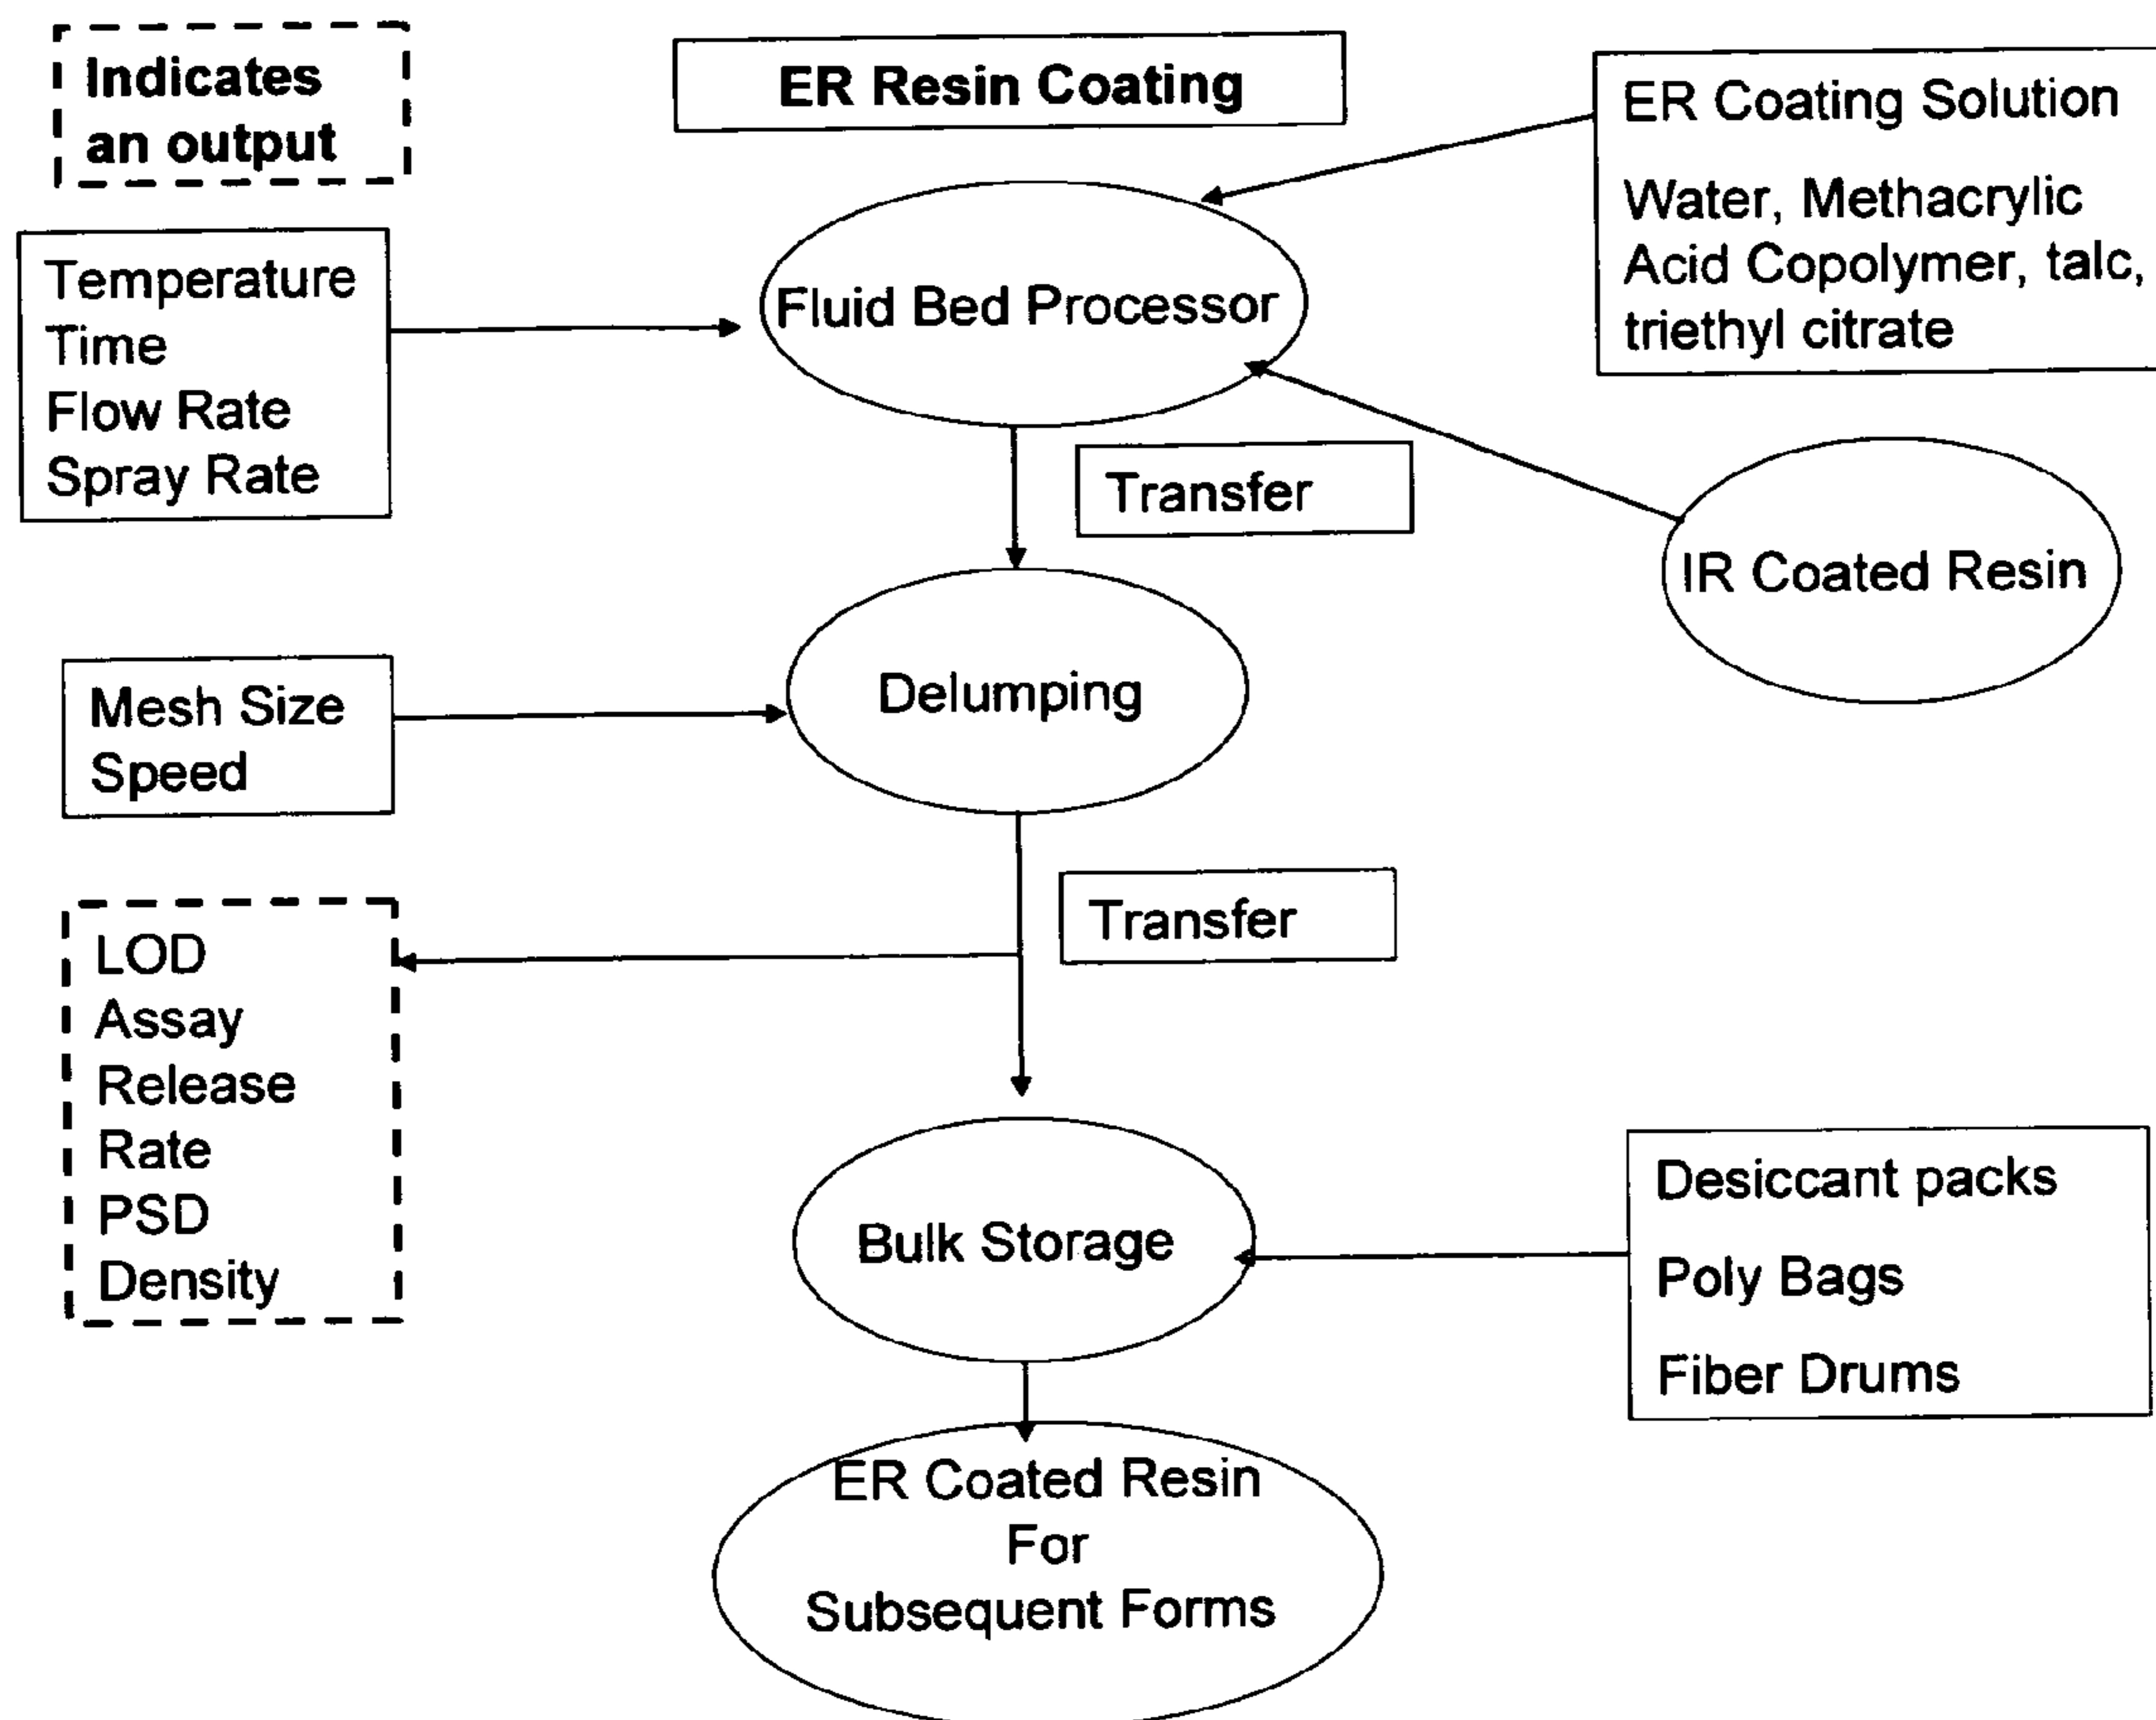 Indicates
an output
ER Resin Coating
ER Coating Solution
Water, Methacrylic
Acid Copolymer, talc,
triethyl citrate
Temperature
Time
Flow Rate
Spray Rate
Fluid Bed Processor
Transfer
IR Coated Resin
Mesh Size
Speed
Delumping
Transfer
LOD
Assay
Release
Rate
PSD
Density
Bulk Storage
Desiccant packs
Poly Bags
Fiber Drums
ER Coated Resin
For
Subsequent Forms